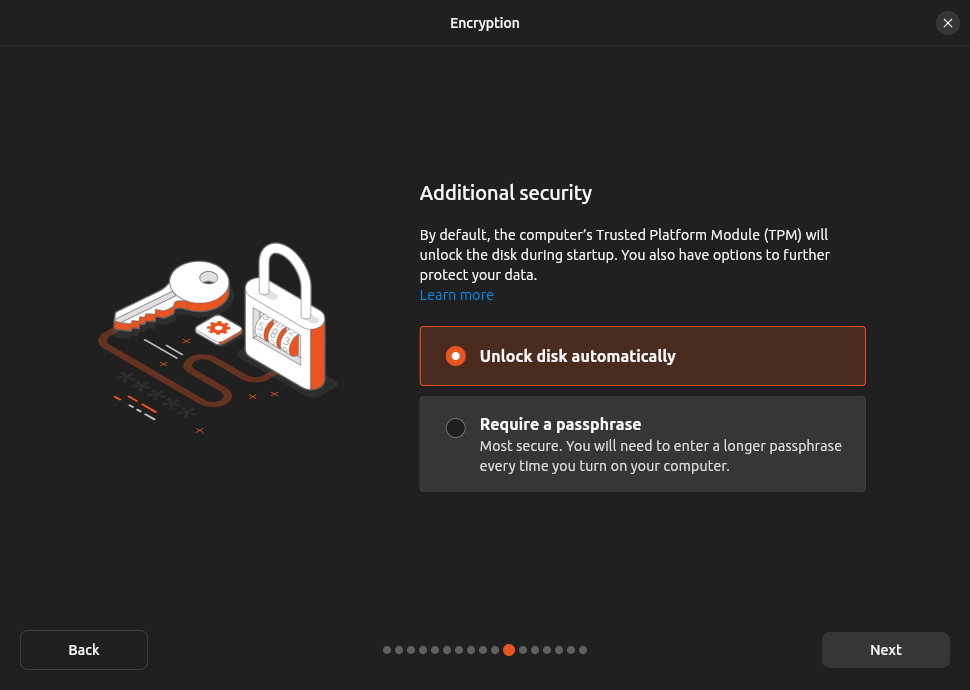 Encryption
Additional security
By default, the computer’s Trusted Platform Module (TPM) will
unlock the disk during startup. You also have options to further
protect your data.
Learn more
Unlock disk automatically
Require a passphrase
Most secure. You will need to enter a longer passphrase
every time you turn on your computer.
Back
Next